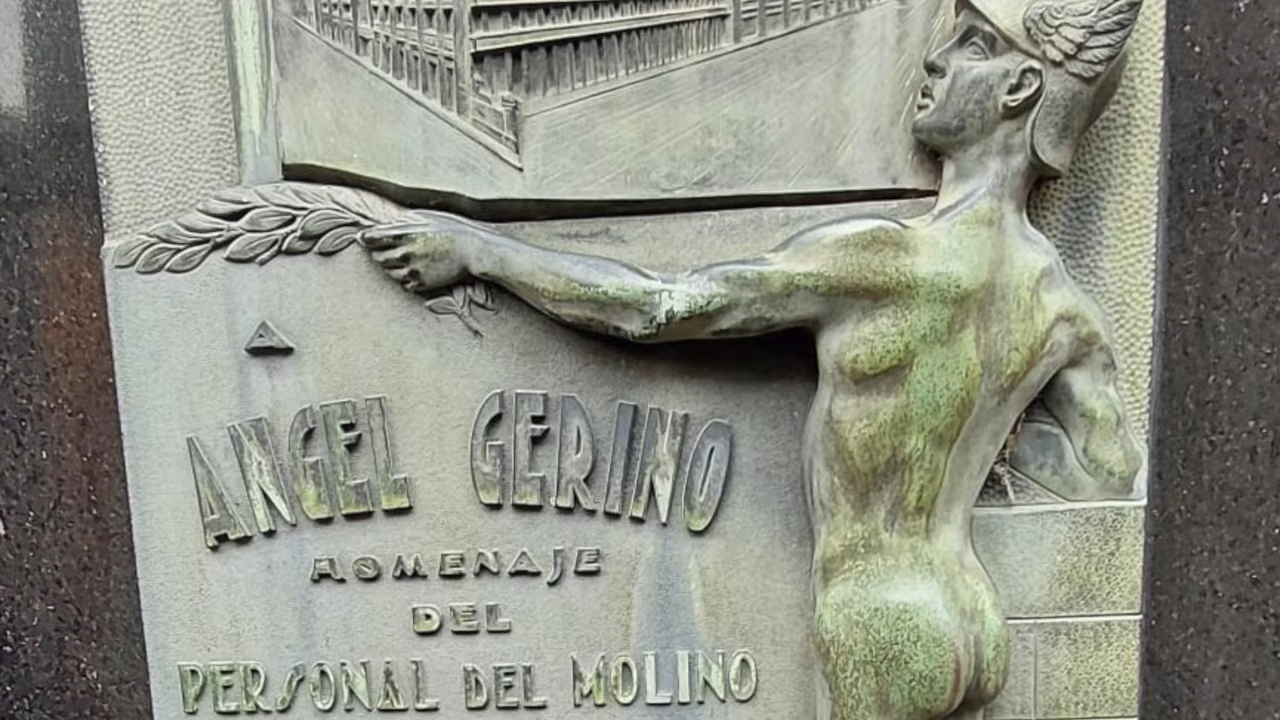 A
ANGEL GERINO
HOMENAJE
DEL
PERSONAL DEL MOLINO